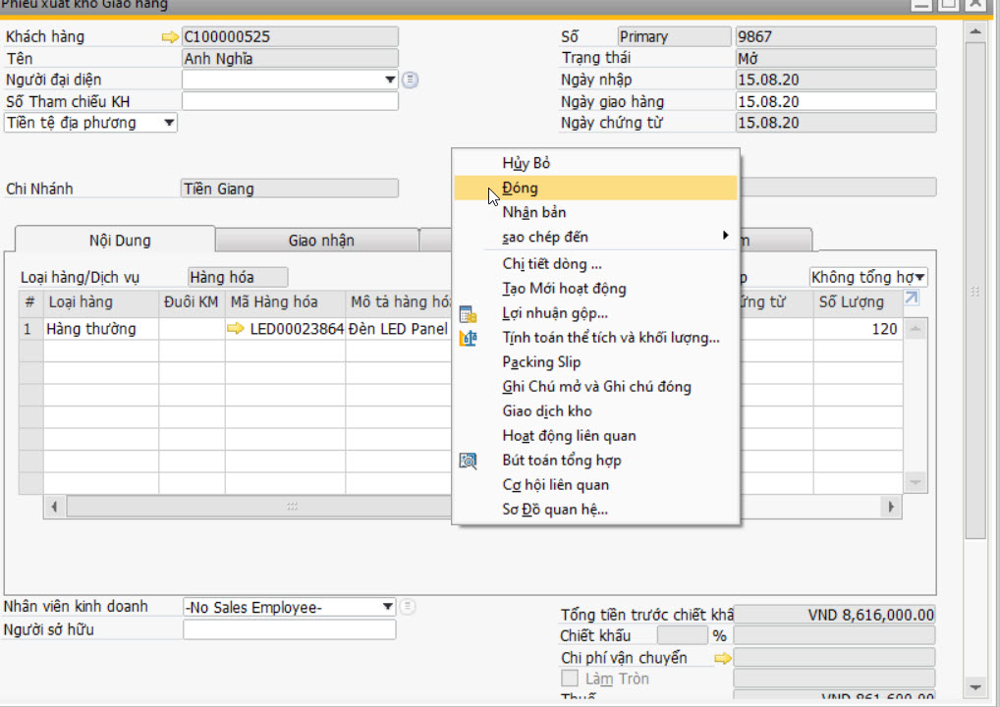 Phiếu xuất kho Giao hàng
Khách hàng C100000525 Số Primary 9867
Tên Anh Nghĩa Trạng thái Mở
Người đại diện Ngày nhập 15.08.20
Số Tham chiếu KH Ngày giao hàng 15.08.20
Tiền tệ địa phương Ngày chứng từ 15.08.20
Chi Nhánh Tiền Giang
Nội Dung Giao nhận
Loại hàng/Dịch vụ Hàng hóa Không tổng hợ
# Loại hàng Đuôi KM Mã Hàng hóa Mô tả hàng hóa ứng từ Số Lượng
1 Hàng thường LED00023864 Đèn LED Panel 120
Hủy Bỏ
Đóng
Nhận bản
sao chép đến
Chi tiết dòng ...
Tạo Mới hoạt động
Lợi nhuận gộp...
Tính toán thể tích và khối lượng...
Packing Slip
Ghi Chú mở và Ghi chú đóng
Giao dịch kho
Hoạt động liên quan
Bút toán tổng hợp
Cơ hội liên quan
Sơ Đồ quan hệ...
Nhân viên kinh doanh -No Sales Employee-
Người sở hữu
Tổng tiền trước chiết khấ VND 8,616,000.00
Chiết khấu %
Chi phí vận chuyển
Làm Tròn
Thuế VND 861,600.00